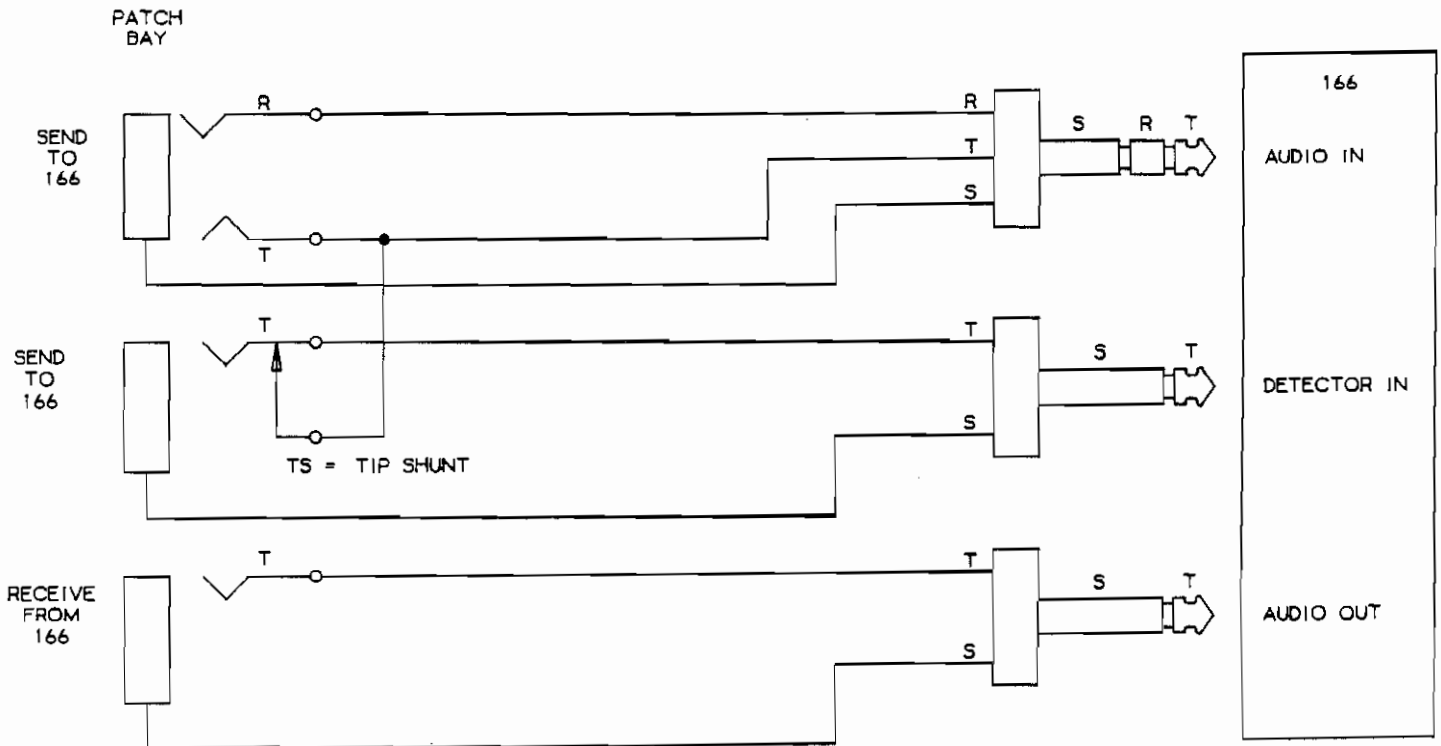 PATCH
BAY
166
R
R
S R T
SEND
TO
166
T
AUDIO IN
S
T
T
T
S T
SEND
TO
166
DETECTOR IN
S
TS = TIP SHUNT
T
T
S T
RECEIVE
FROM
166
AUDIO OUT
S